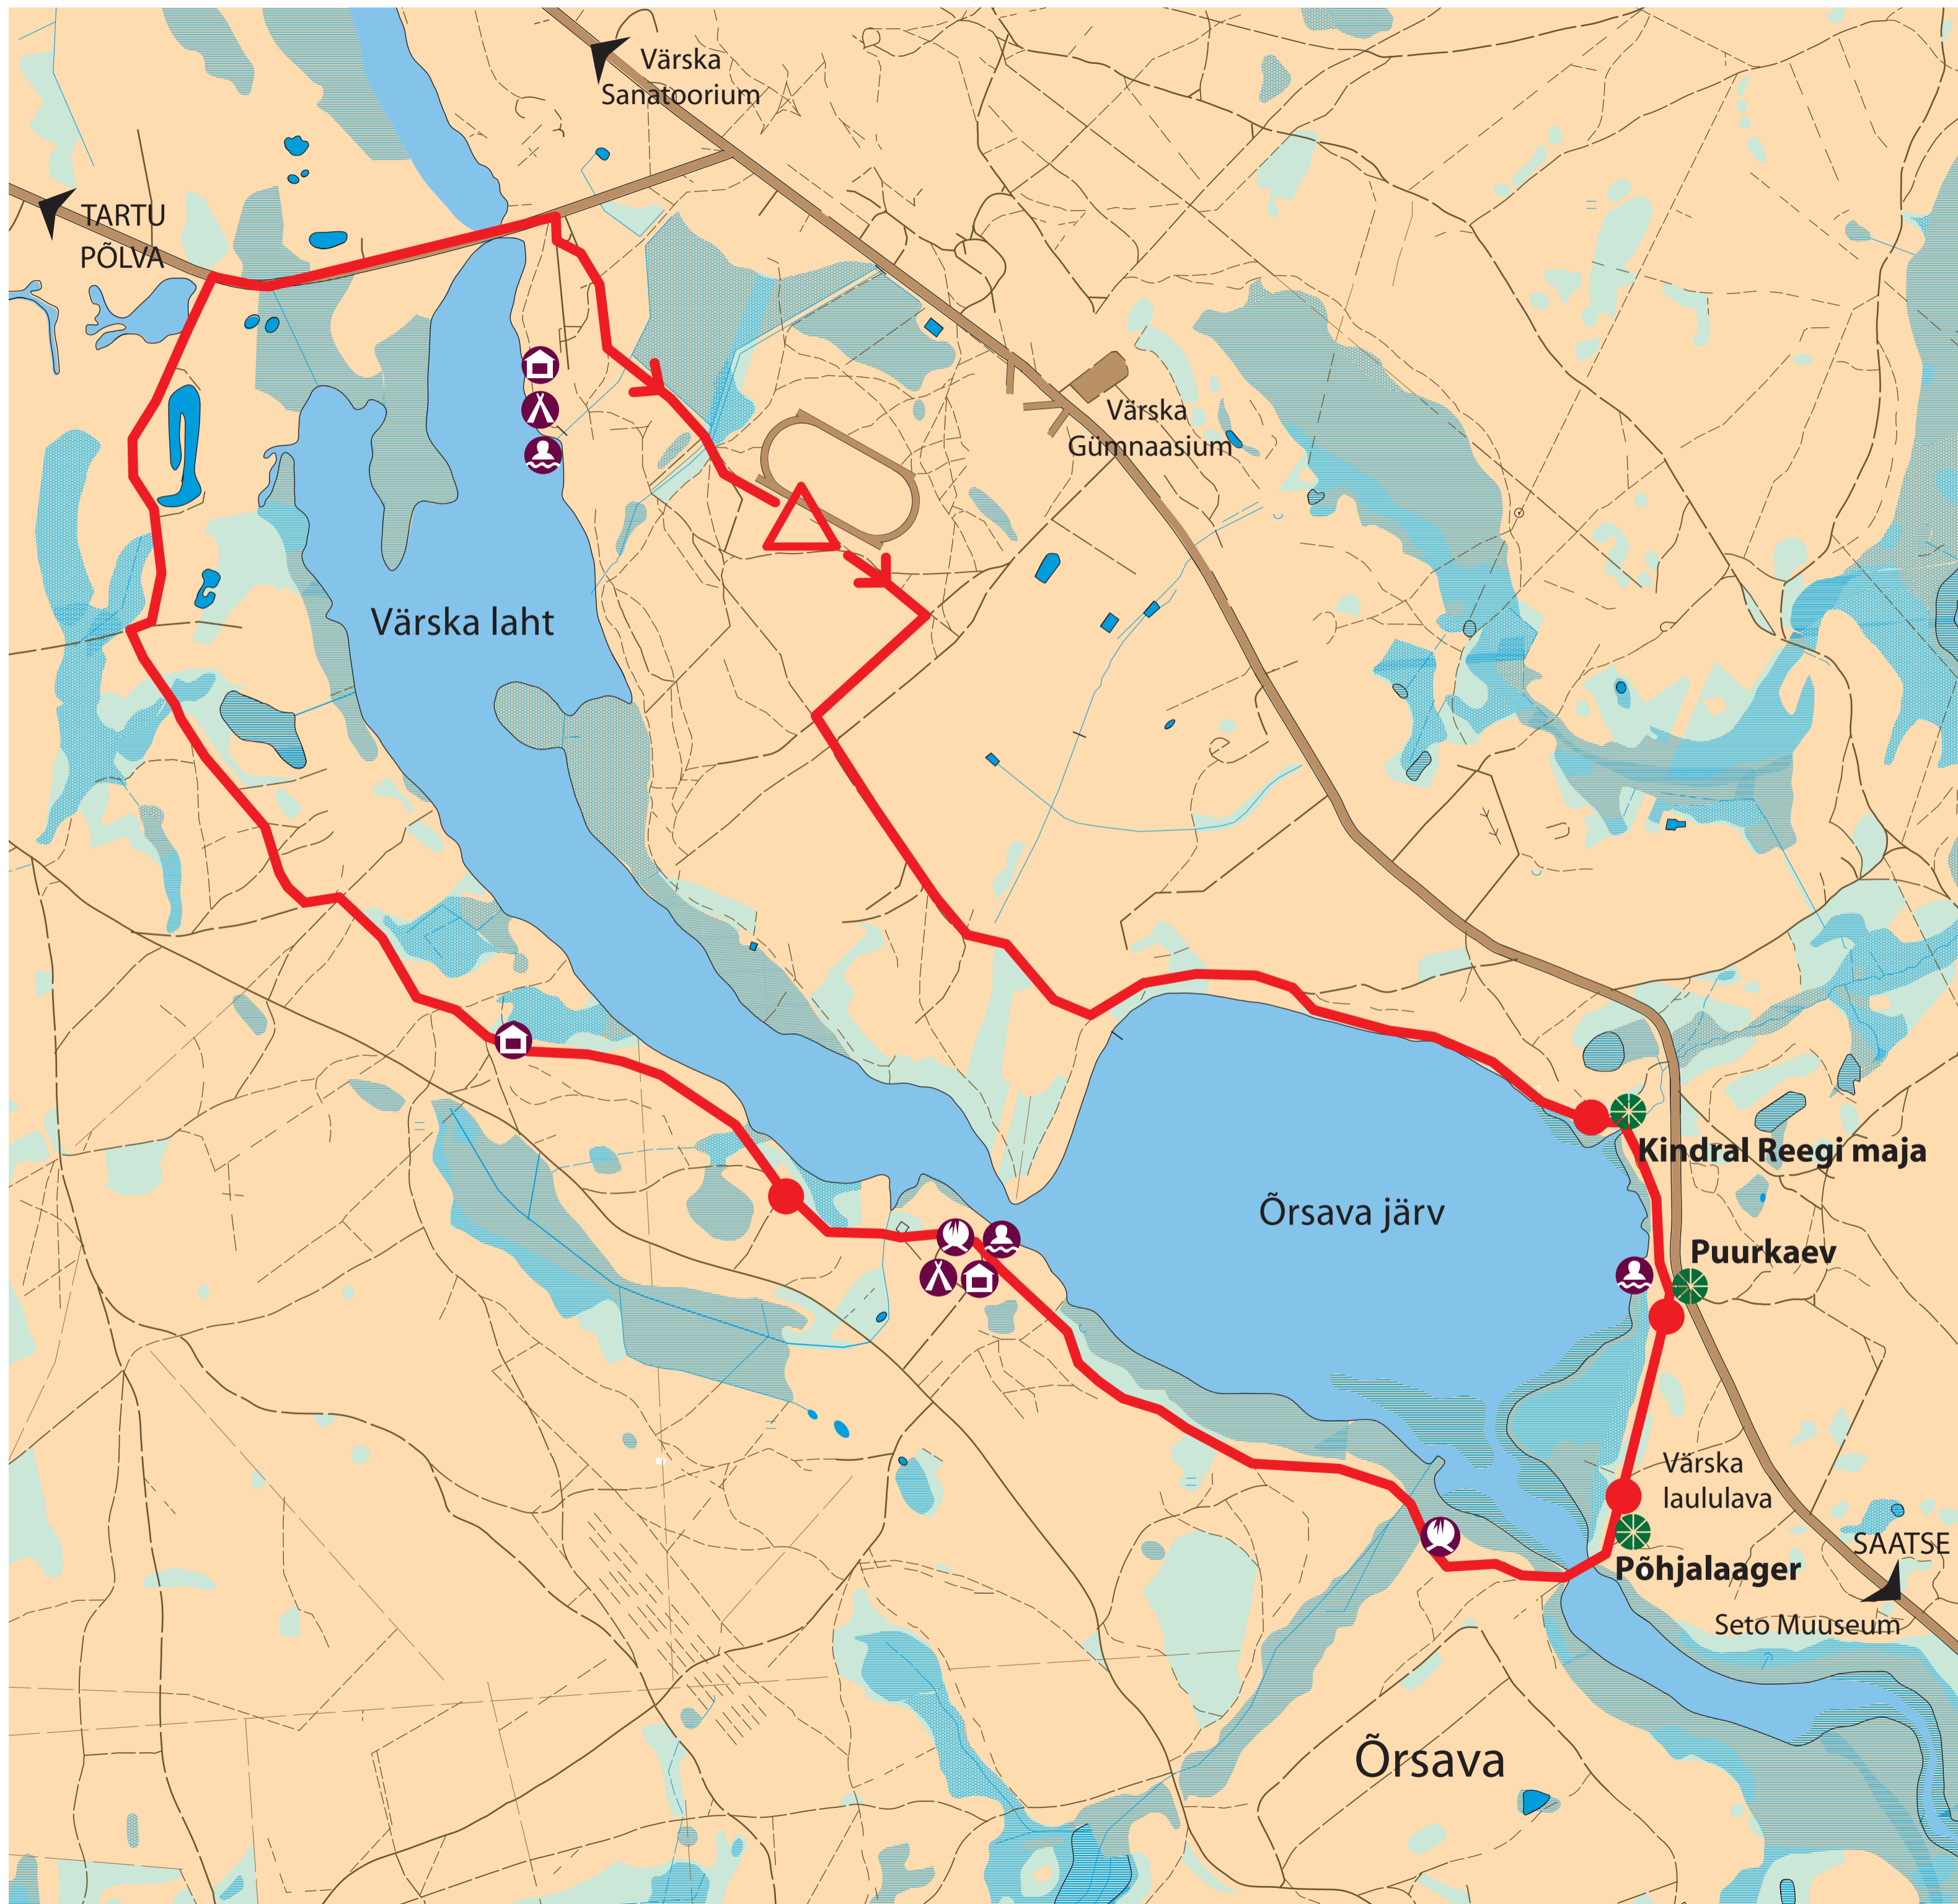 Värska
Sanatoorium
TARTU
PÕLVA
Värska
Gümnaasium
Värska laht
Kindral Reegi maja
Õrsava järv
Puurkaev
Värska
laululava
SAATSE
Põhjalaager
Seto Muuseum
Õrsava